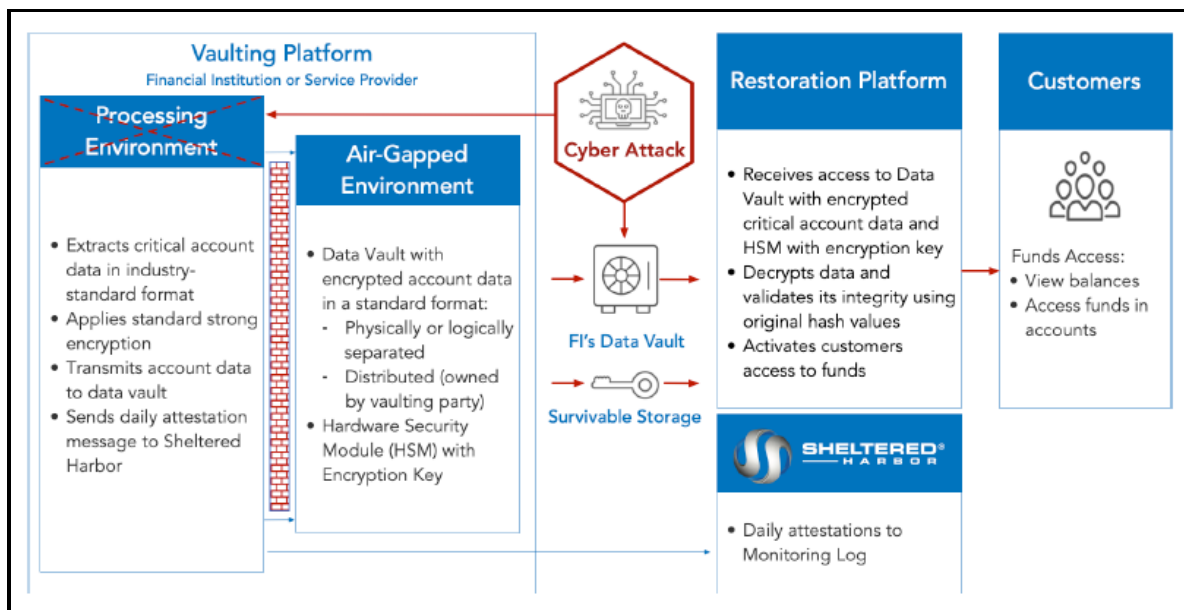 Vaulting Platform
Financial Institution or Service Provider
Processing
Environment
• Extracts critical account
data in industry-
standard format
• Applies standard strong
encryption
• Transmits account data
to data vault
• Sends daily attestation
message to Sheltered
Harbor
Air-Gapped
Environment
• Data Vault with
encrypted account data
in a standard format:
- Physically or logically
separated
- Distributed (owned
by vaulting party)
• Hardware Security
Module (HSM) with
Encryption Key
Cyber Attack
FI's Data Vault
Survivable Storage
Restoration Platform
• Receives access to Data
Vault with encrypted
critical account data and
HSM with encryption key
• Decrypts data and
validates its integrity using
original hash values
• Activates customers
access to funds
SHELTERED®
HARBOR
• Daily attestations to
Monitoring Log
Customers
Funds Access:
• View balances
• Access funds in
accounts